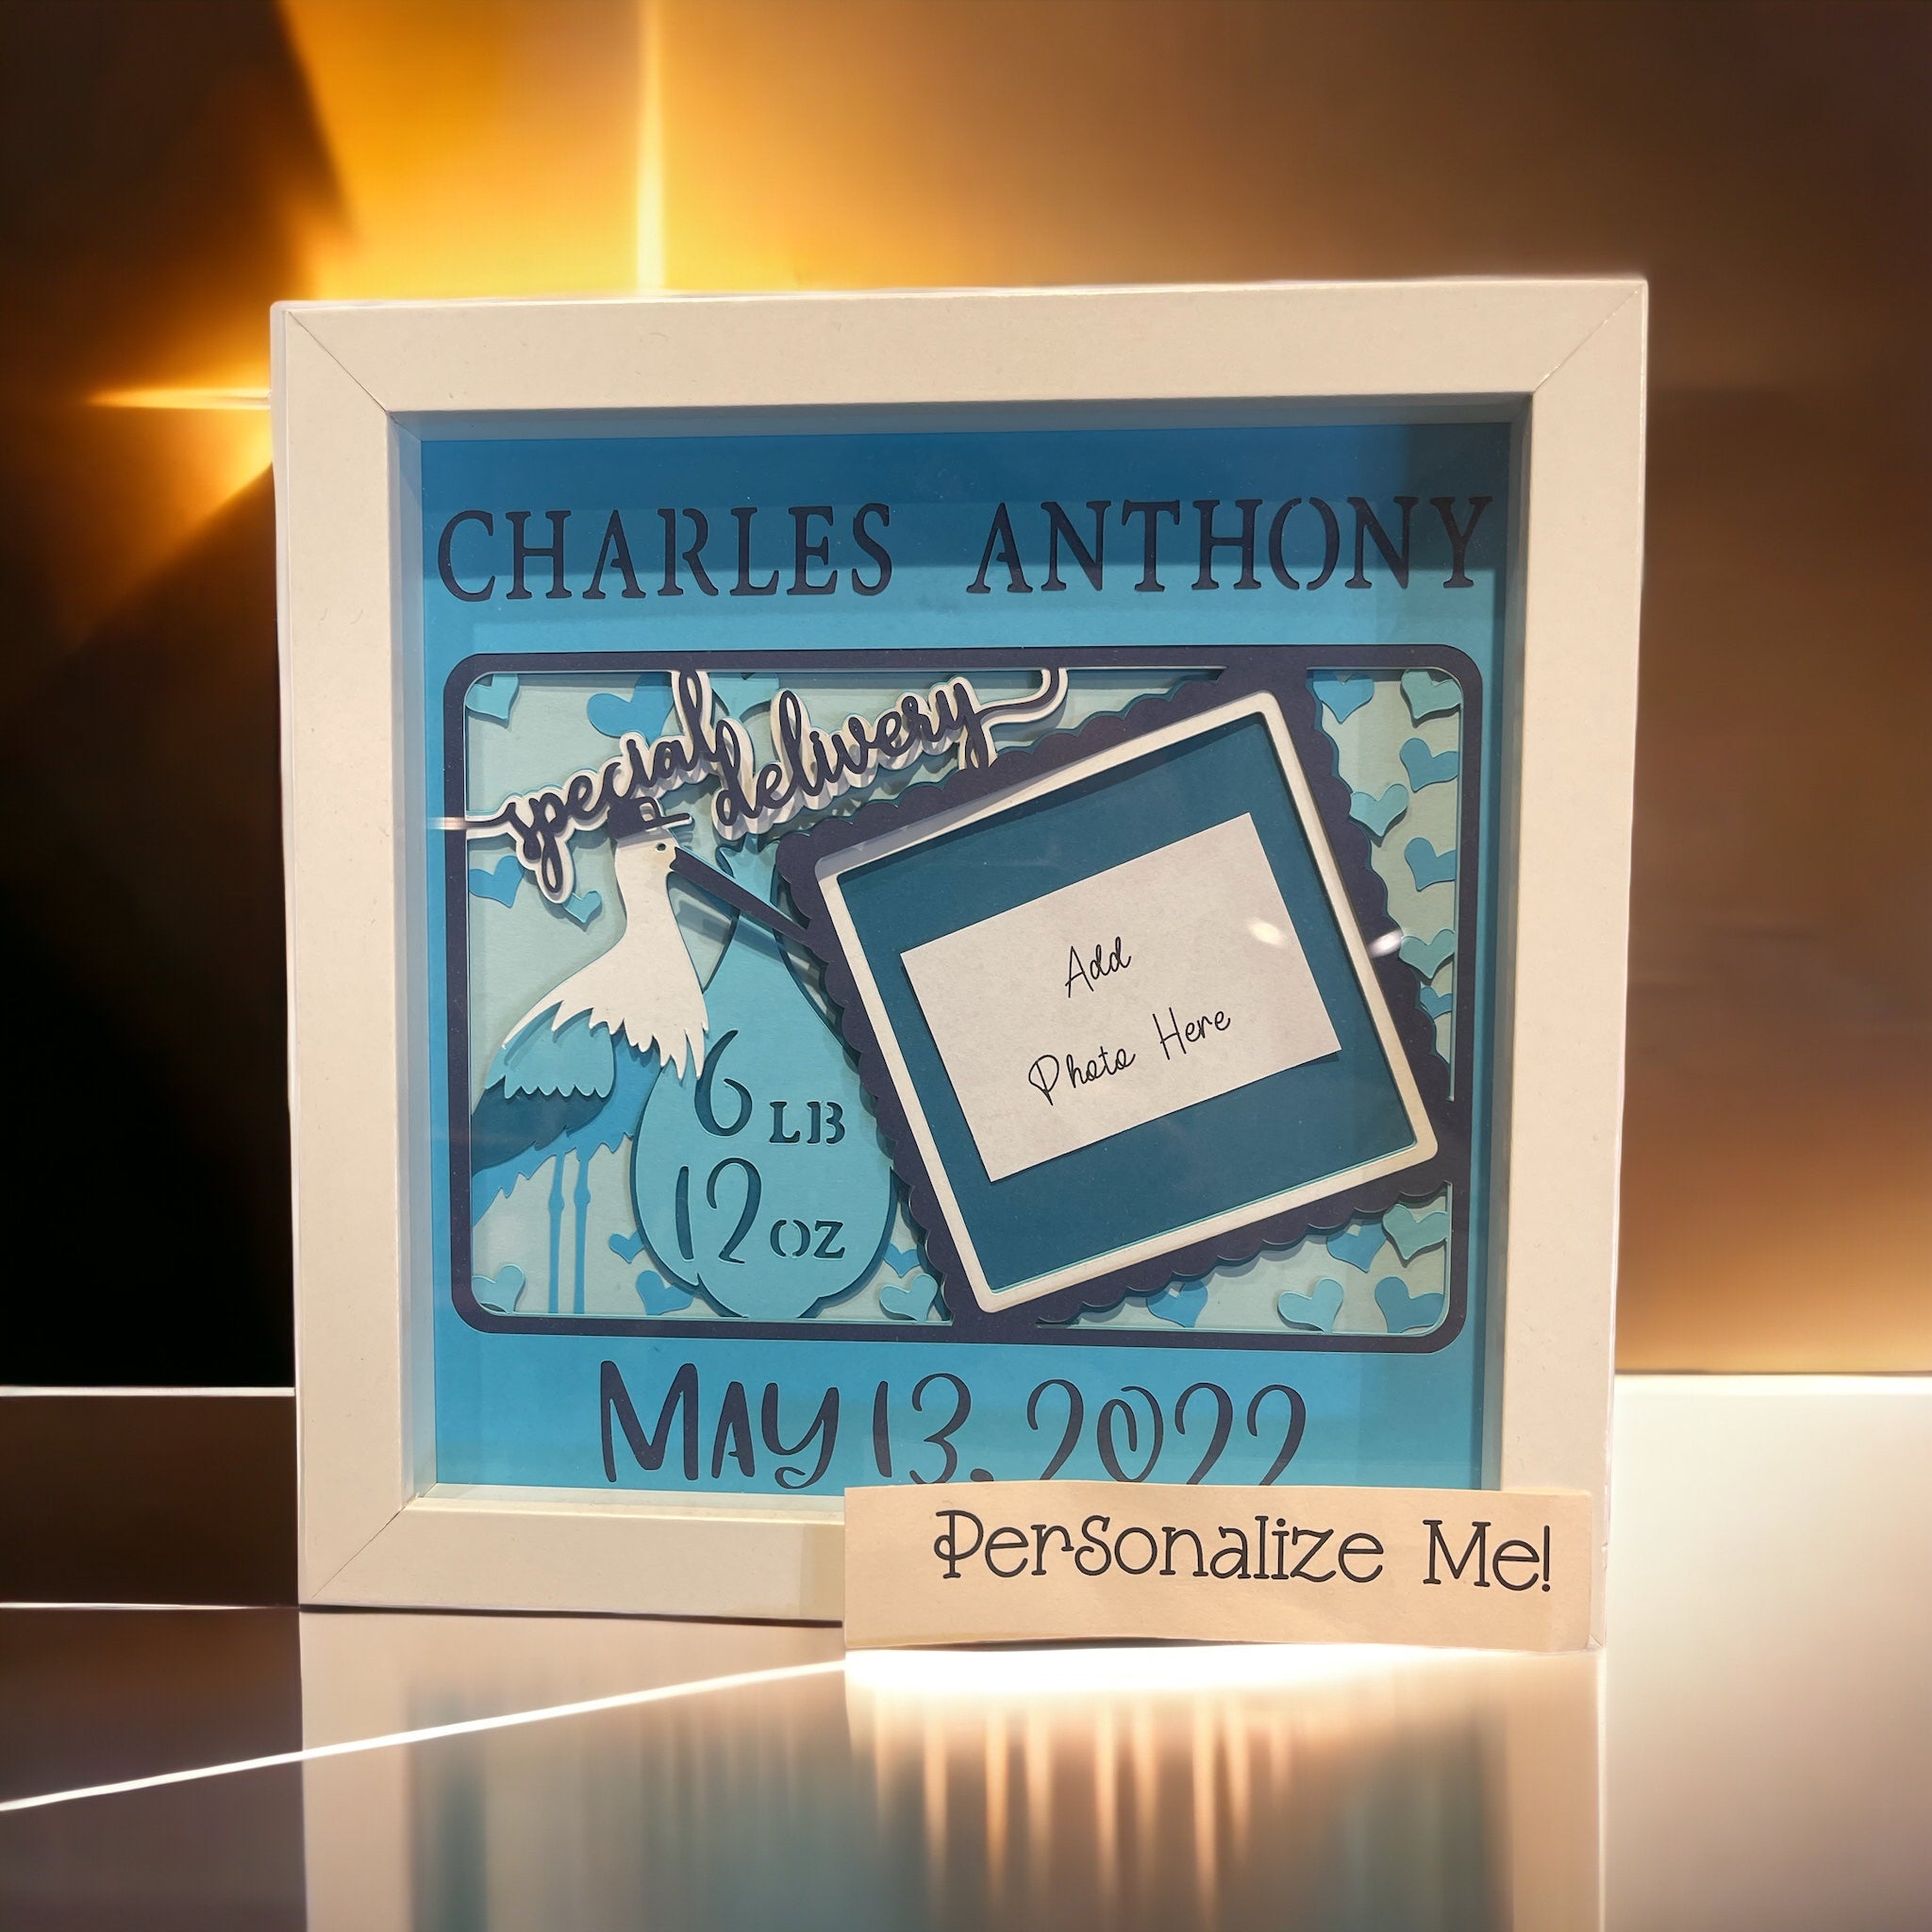 CHARLES ANTHONY
special delivery
Add
Photo Here
6 LB
12 OZ
MAY 13, 2022
Personalize Me!